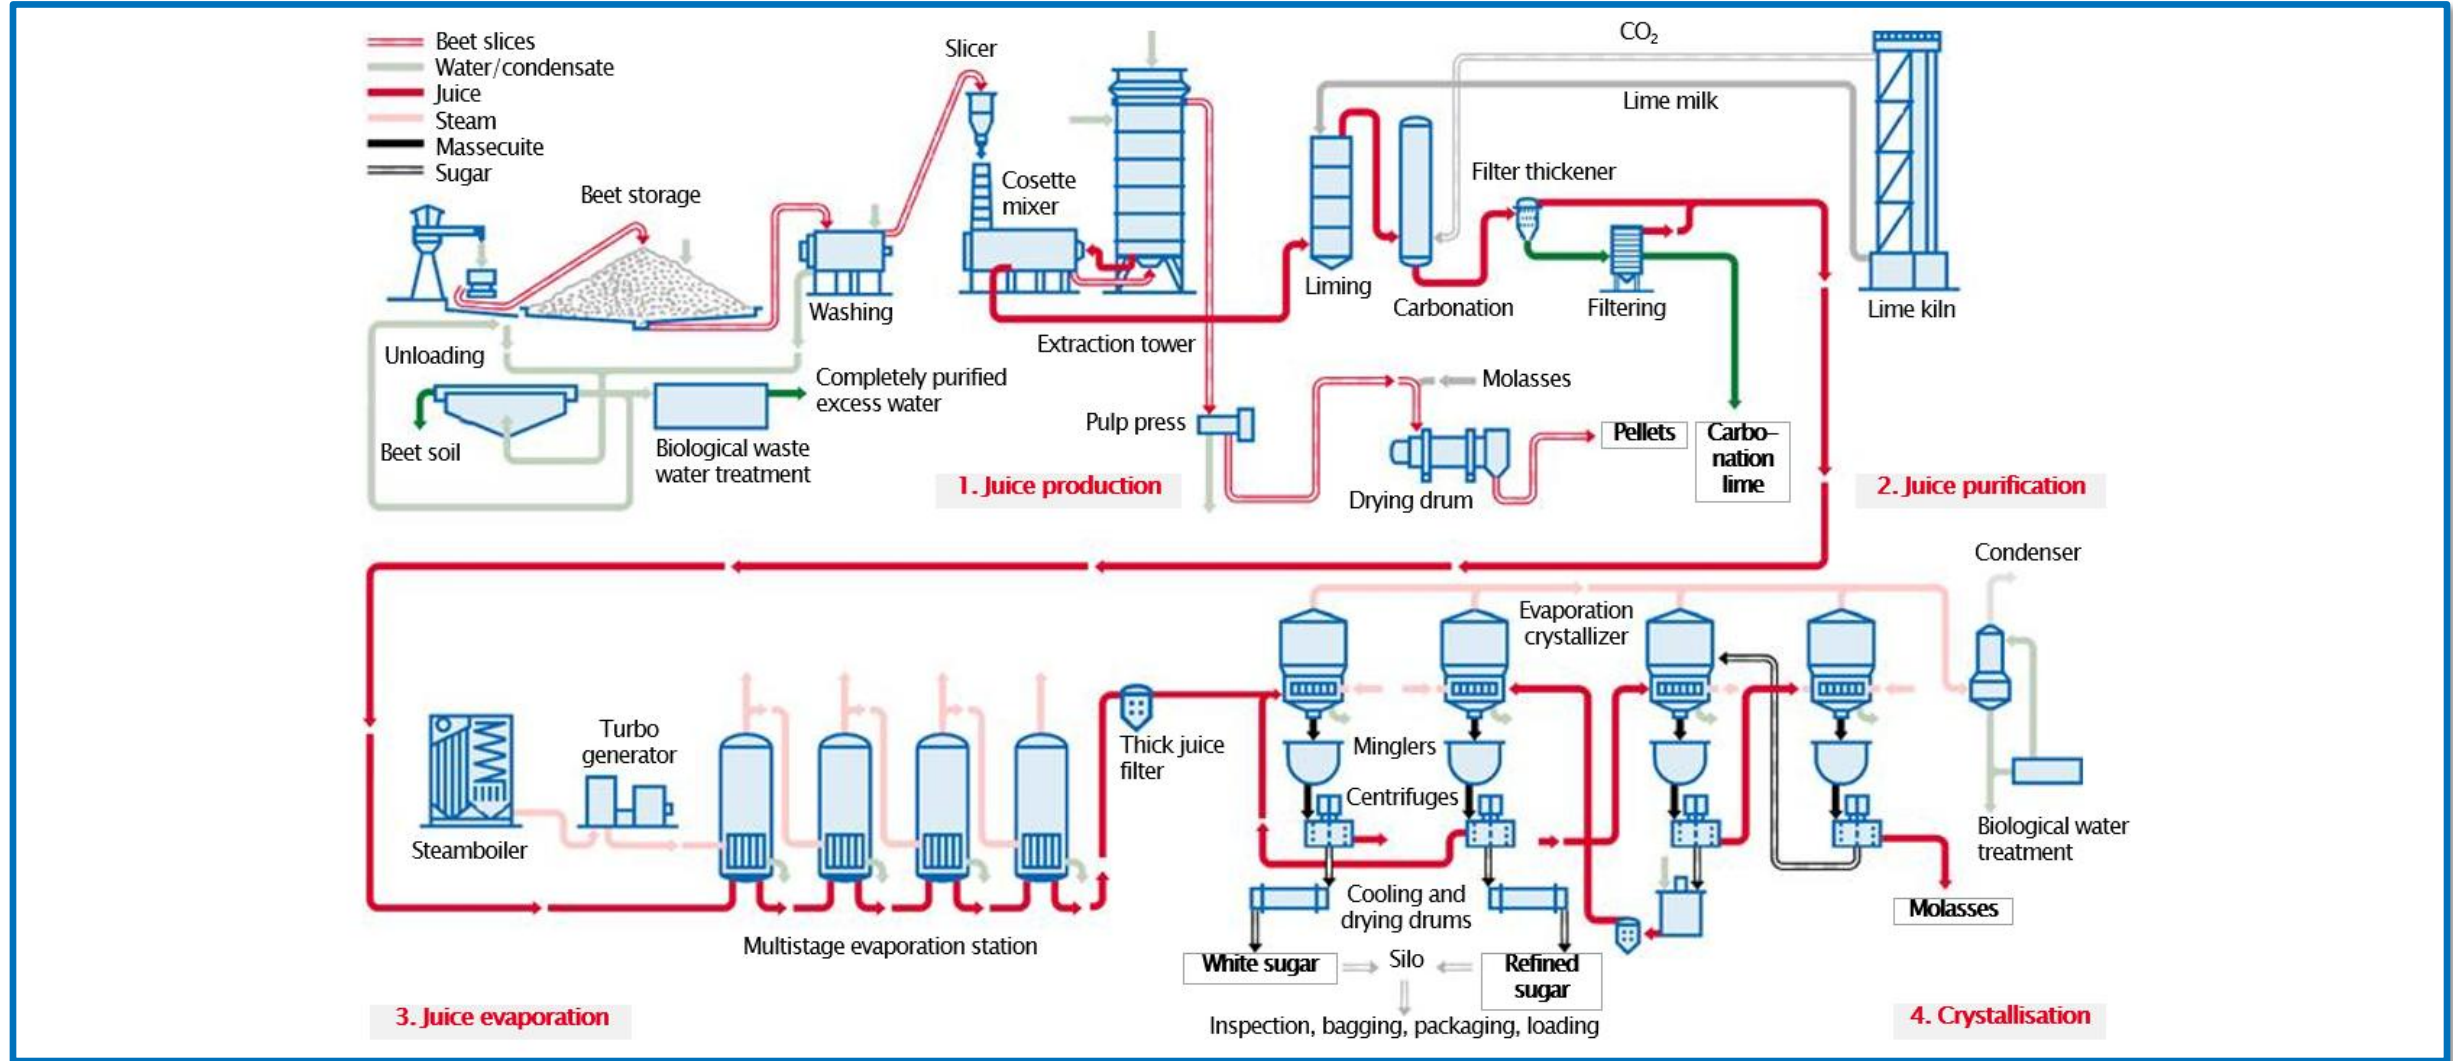 Beet slices
Water/condensate
Juice
Steam
Massecuite
Sugar
Beet storage
Slicer
Cosette
mixer
Washing
Unloading
Extraction tower
Beet soil
Completely purified
excess water
Biological waste
water treatment
Pulp press
1. Juice production
CO₂
Lime milk
Filter thickener
Liming
Carbonation
Filtering
Lime kiln
Molasses
Pellets
Carbo–
nation
lime
Drying drum
2. Juice purification
Condenser
Evaporation
crystallizer
Turbo
generator
Steamboiler
Thick juice
filter
Minglers
Centrifuges
Multistage evaporation station
Cooling and
drying drums
Biological water
treatment
Molasses
White sugar
Silo
Refined
sugar
Inspection, bagging, packaging, loading
3. Juice evaporation
4. Crystallisation